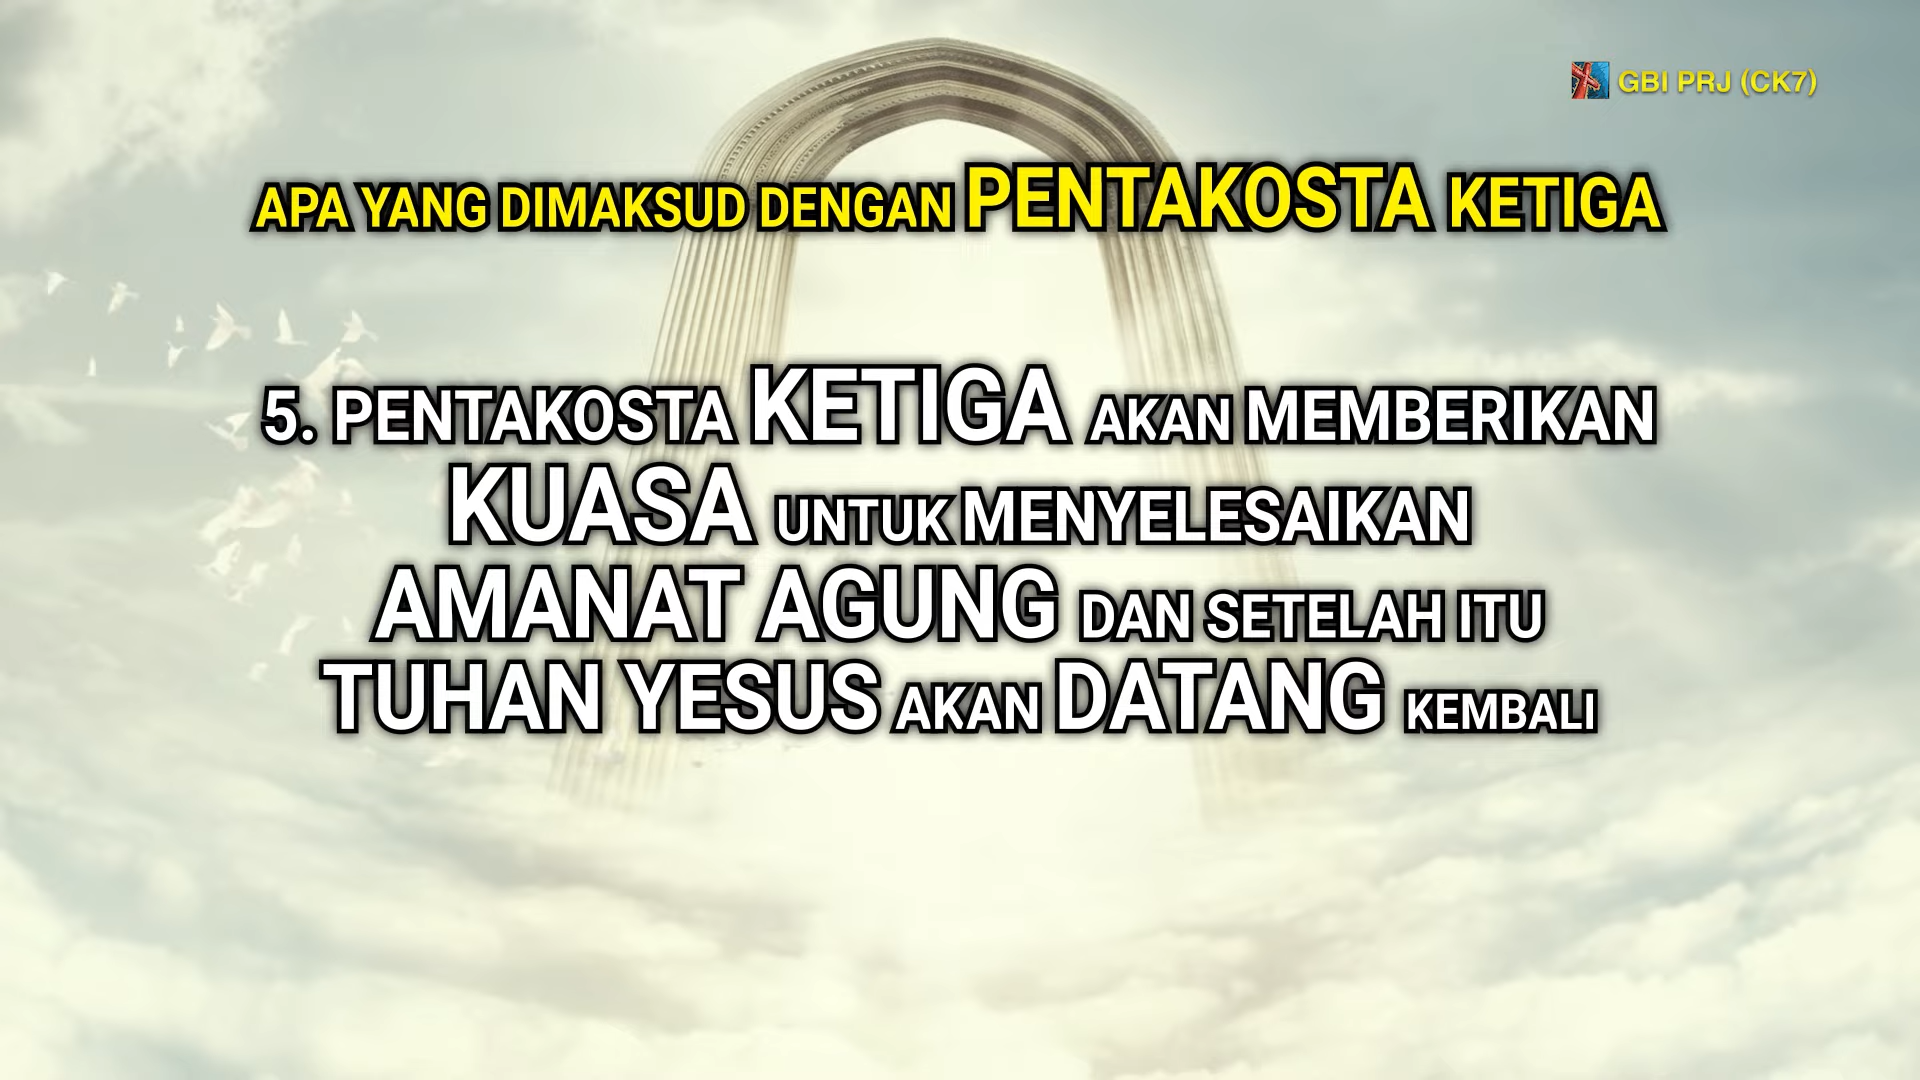 GBI PRJ (CK7)
APA YANG DIMAKSUD DENGAN PENTAKOSTA KETIGA
5. PENTAKOSTA KETIGA AKAN MEMBERIKAN
KUASA UNTUK MENYELESAIKAN
AMANAT AGUNG DAN SETELAH ITU
TUHAN YESUS AKAN DATANG KEMBALI